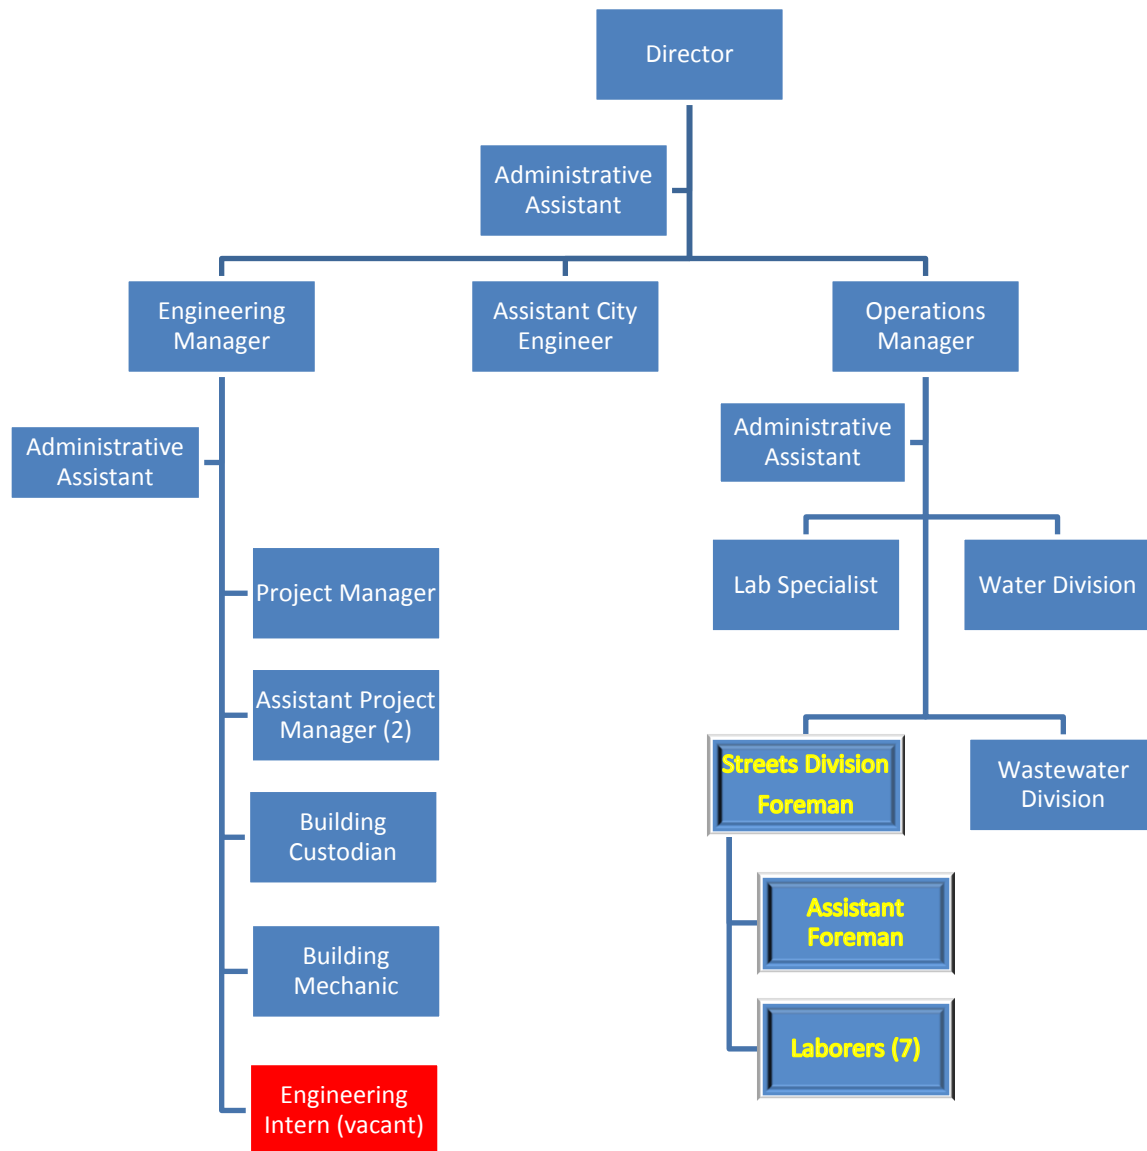 Director
Administrative
Assistant
Engineering
Manager
Assistant City
Engineer
Operations
Manager
Administrative
Assistant
Administrative
Assistant
Project Manager
Assistant Project
Manager (2)
Building
Custodian
Building
Mechanic
Engineering
Intern (vacant)
Lab Specialist
Water Division
Streets Division
Foreman
Wastewater
Division
Assistant
Foreman
Laborers (7)